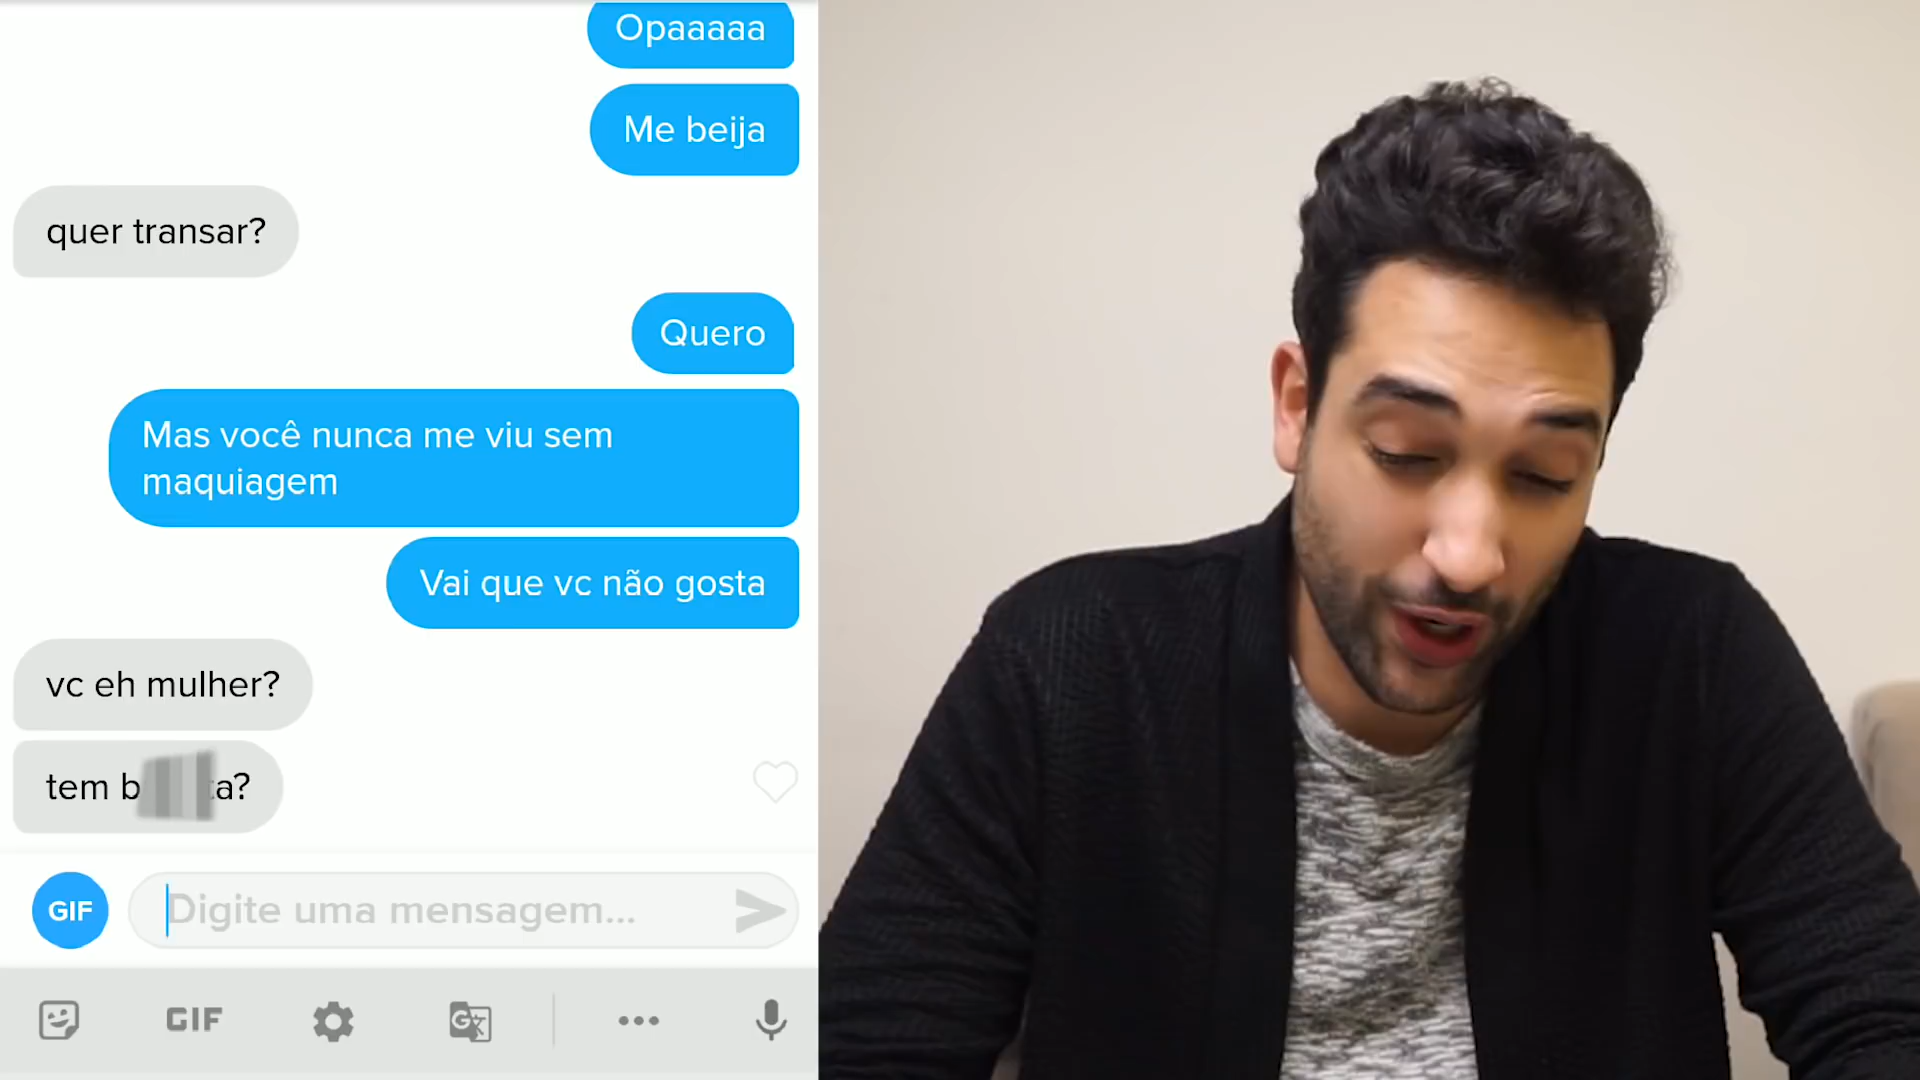 Opaaaaa
Me beija
quer transar?
Quero
Mas você nunca me viu sem
maquiagem
Vai que vc não gosta
vc eh mulher?
tem
GIF
Digite uma mensagem...
GIF